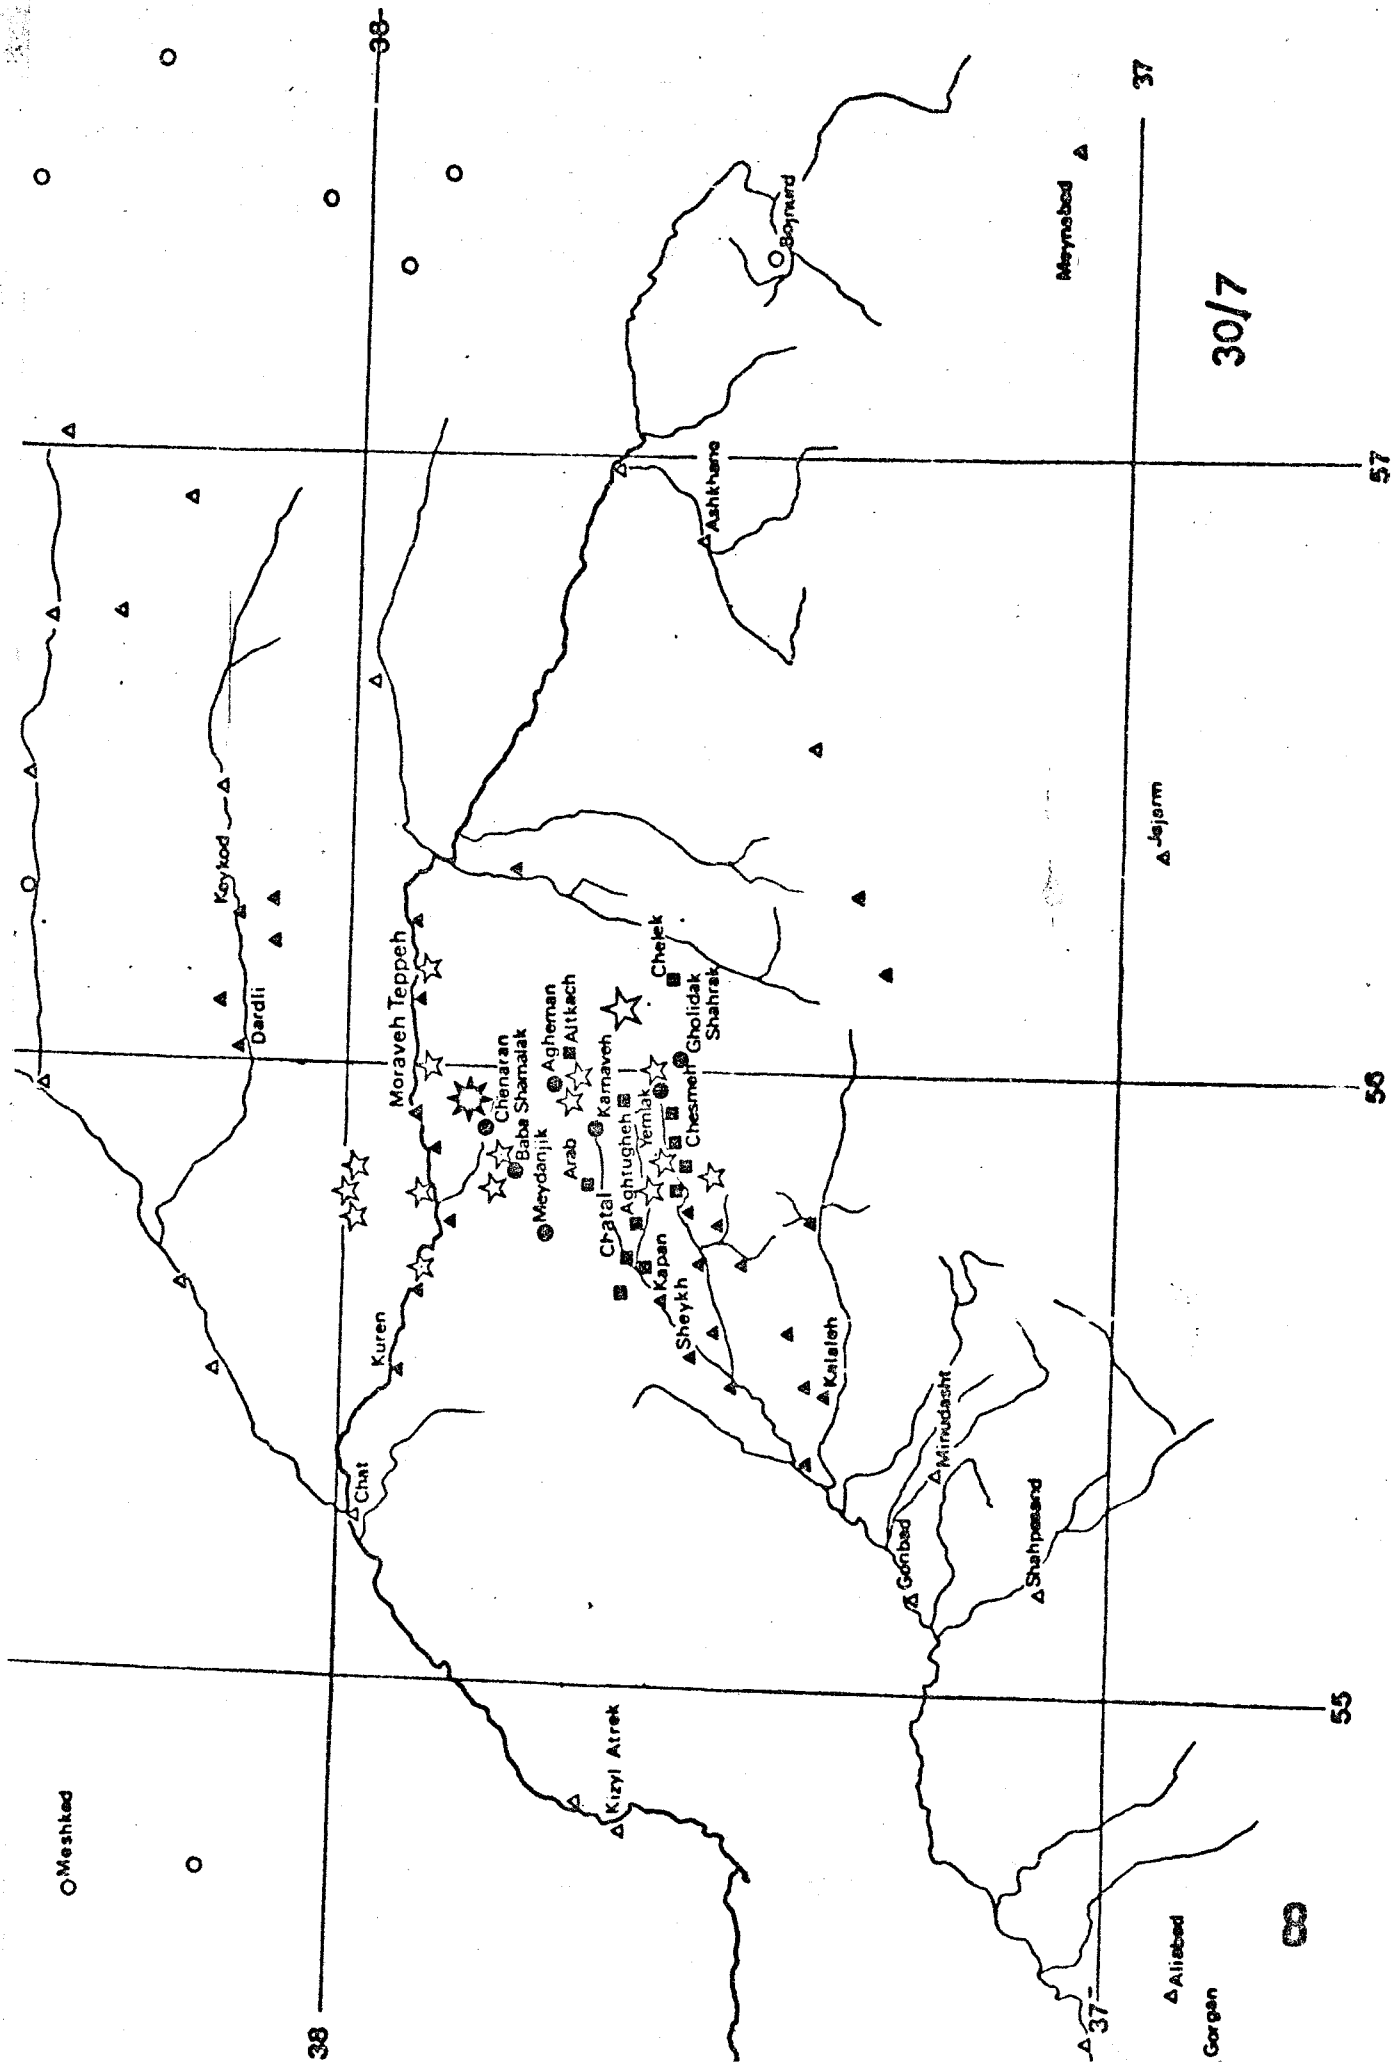 38
38
Meshked
Keykod
Dardli
Moraveh Teppeh
Kuren
Chat
Chenaran
Baba Shamalak
Meydanjik
Agheman
Altkach
Arab
Karnaveh
Chatal
Aghtugheh
Yemlak
Chelek
Gholidak
Shahrak
Chesmeh
Kapan
Sheykh
Kalaleh
Ashkhane
Bojnurd
Kizyl Atrek
Gonbad
Minudasht
Shahpasand
Jajarm
Meynabad
37
37
Aliabad
Gorgan
55
56
57
30/7
8